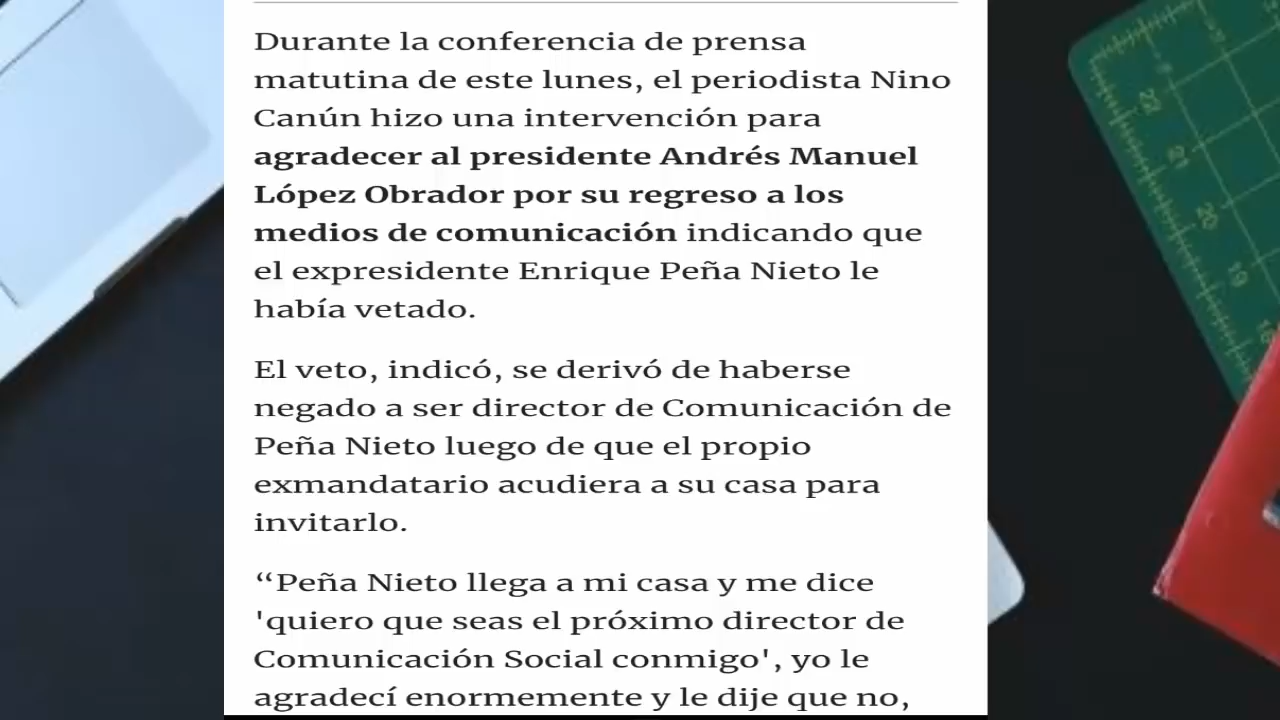 Durante la conferencia de prensa
matutina de este lunes, el periodista Nino
Canún hizo una intervención para
agradecer al presidente Andrés Manuel
López Obrador por su regreso a los
medios de comunicación indicando que
el expresidente Enrique Peña Nieto le
había vetado.
El veto, indicó, se derivó de haberse
negado a ser director de Comunicación de
Peña Nieto luego de que el propio
exmandatario acudiera a su casa para
invitarlo.
“Peña Nieto llega a mi casa y me dice
'quiero que seas el próximo director de
Comunicación Social conmigo', yo le
agradecí enormemente y le dije que no,
22
21
20
19